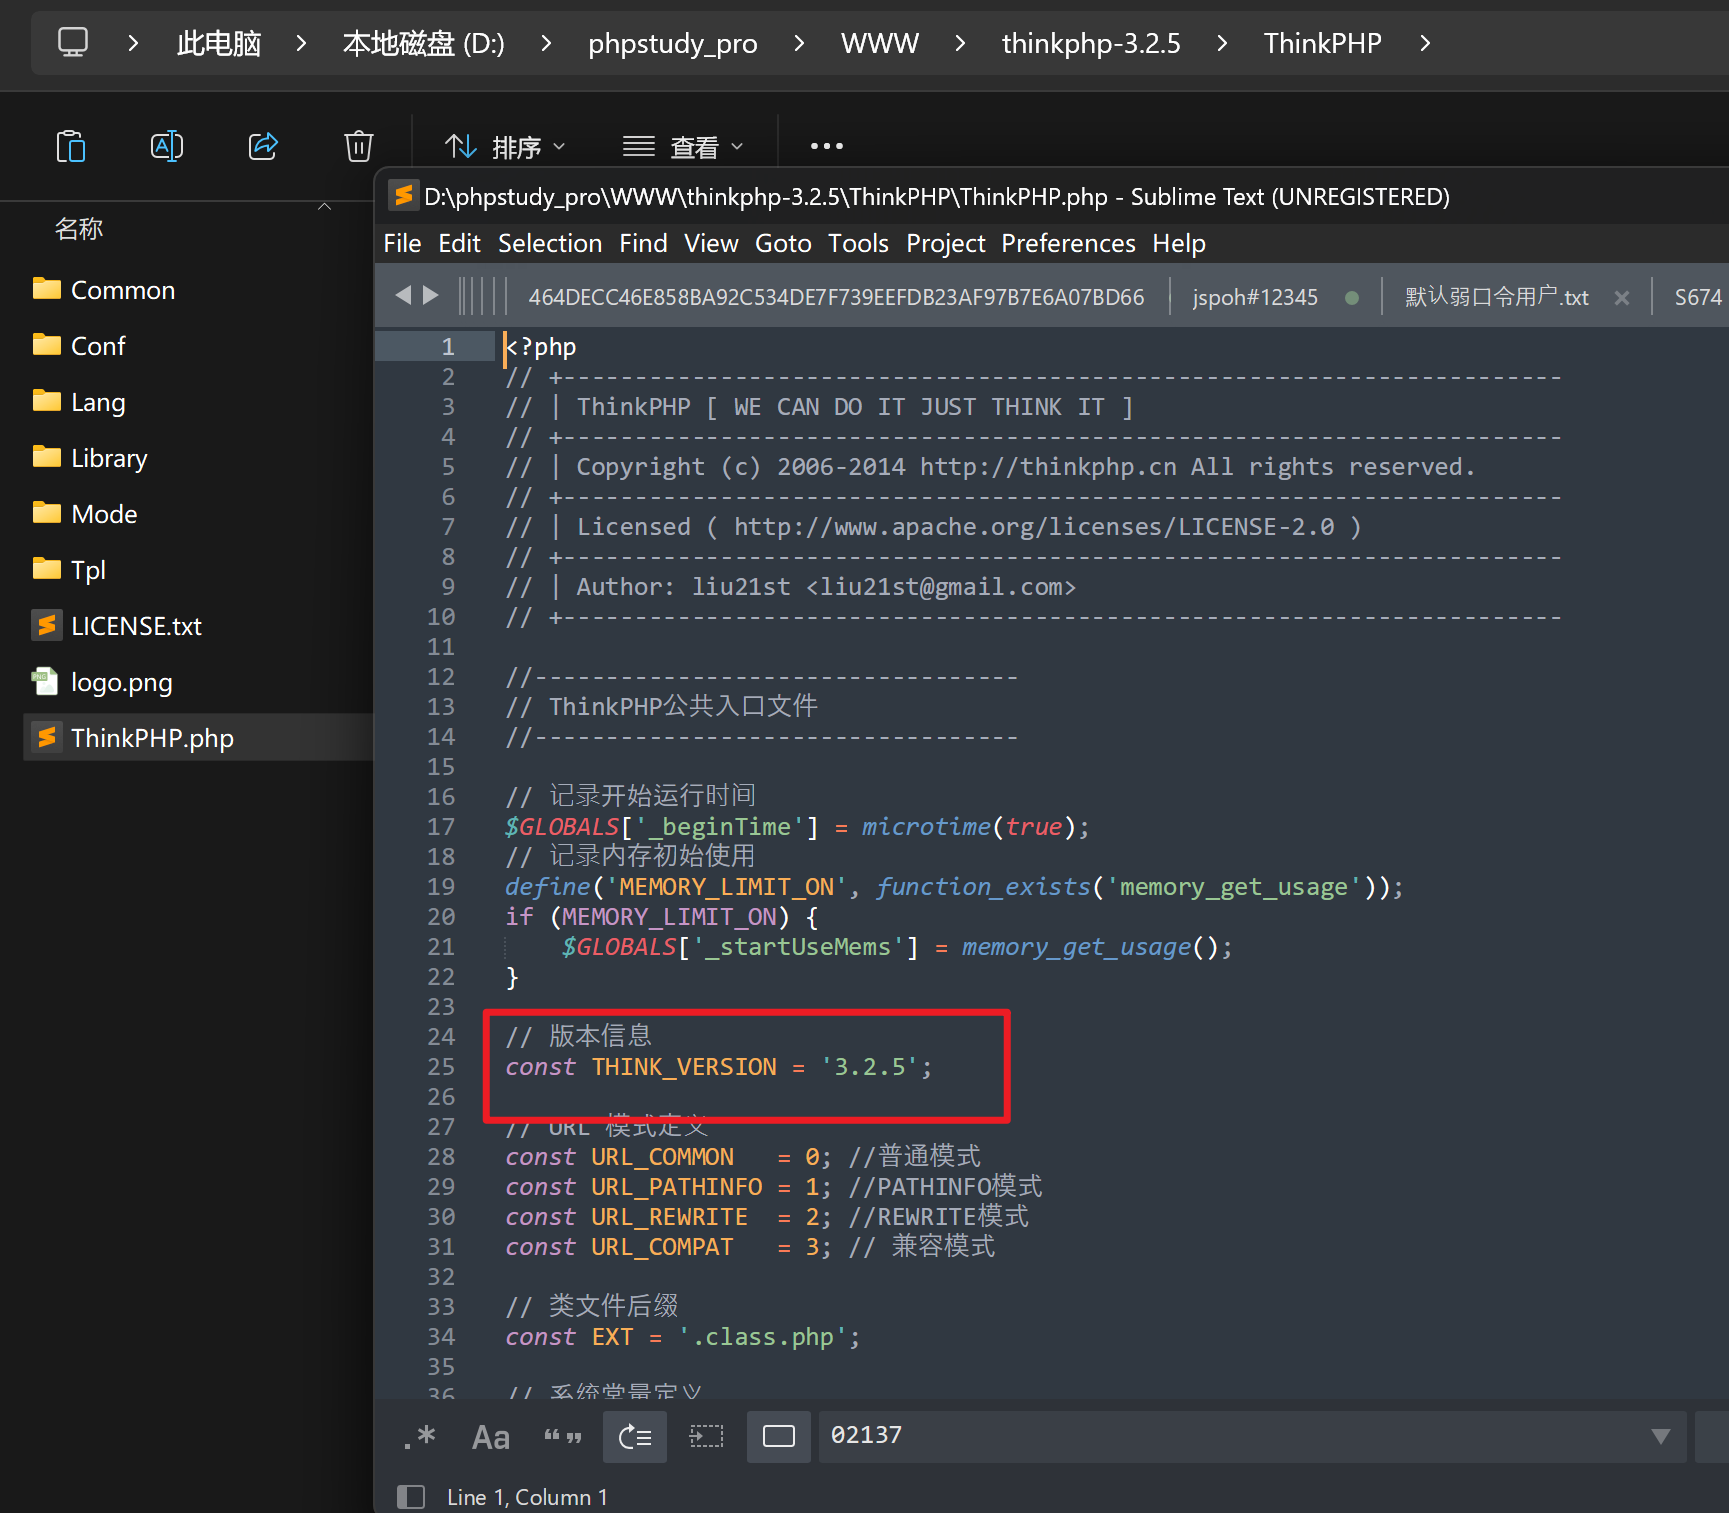 此电脑 本地磁盘 (D:) phpstudy_pro WWW thinkphp-3.2.5 ThinkPHP
排序 查看
名称
Common
Conf
Lang
Library
Mode
Tpl
LICENSE.txt
logo.png
ThinkPHP.php
D:\phpstudy_pro\WWW\thinkphp-3.2.5\ThinkPHP\ThinkPHP.php - Sublime Text (UNREGISTERED)
File Edit Selection Find View Goto Tools Project Preferences Help
464DECC46E858BA92C534DE7F739EEFDB23AF97B7E6A07BD66 jspoh#12345 默认弱口令用户.txt S674
1 <?php
2 // +----------------------------------------------------------------------
3 // | ThinkPHP [ WE CAN DO IT JUST THINK IT ]
4 // +----------------------------------------------------------------------
5 // | Copyright (c) 2006-2014 http://thinkphp.cn All rights reserved.
6 // +----------------------------------------------------------------------
7 // | Licensed ( http://www.apache.org/licenses/LICENSE-2.0 )
8 // +----------------------------------------------------------------------
9 // | Author: liu21st <liu21st@gmail.com>
10 // +----------------------------------------------------------------------
11
12 //----------------------------------
13 // ThinkPHP公共入口文件
14 //----------------------------------
15
16 // 记录开始运行时间
17 $GLOBALS['_beginTime'] = microtime(true);
18 // 记录内存初始使用
19 define('MEMORY_LIMIT_ON', function_exists('memory_get_usage'));
20 if (MEMORY_LIMIT_ON) {
21 $GLOBALS['_startUseMems'] = memory_get_usage();
22 }
23
24 // 版本信息
25 const THINK_VERSION = '3.2.5';
26
27 // URL 模式定义
28 const URL_COMMON = 0; //普通模式
29 const URL_PATHINFO = 1; //PATHINFO模式
30 const URL_REWRITE = 2; //REWRITE模式
31 const URL_COMPAT = 3; // 兼容模式
32
33 // 类文件后缀
34 const EXT = '.class.php';
35
36 // 系统常量定义
.* Aa “” 02137
Line 1, Column 1